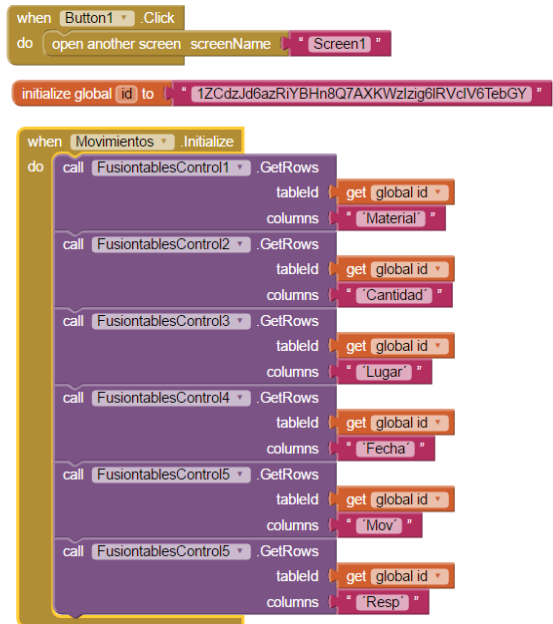 when Button1 .Click
do open another screen screenName " Screen1 "
initialize global id to " 1ZCdzJd6azRiYBHn8Q7AXKWzIzig6lRVclV6TebGY "
when Movimientos .Initialize
do call FusiontablesControl1 .GetRows
tableId get global id
columns " ´Material´ "
call FusiontablesControl2 .GetRows
tableId get global id
columns " ´Cantidad´ "
call FusiontablesControl3 .GetRows
tableId get global id
columns " ´Lugar´ "
call FusiontablesControl4 .GetRows
tableId get global id
columns " ´Fecha´ "
call FusiontablesControl5 .GetRows
tableId get global id
columns " ´Mov´ "
call FusiontablesControl5 .GetRows
tableId get global id
columns " ´Resp´ "